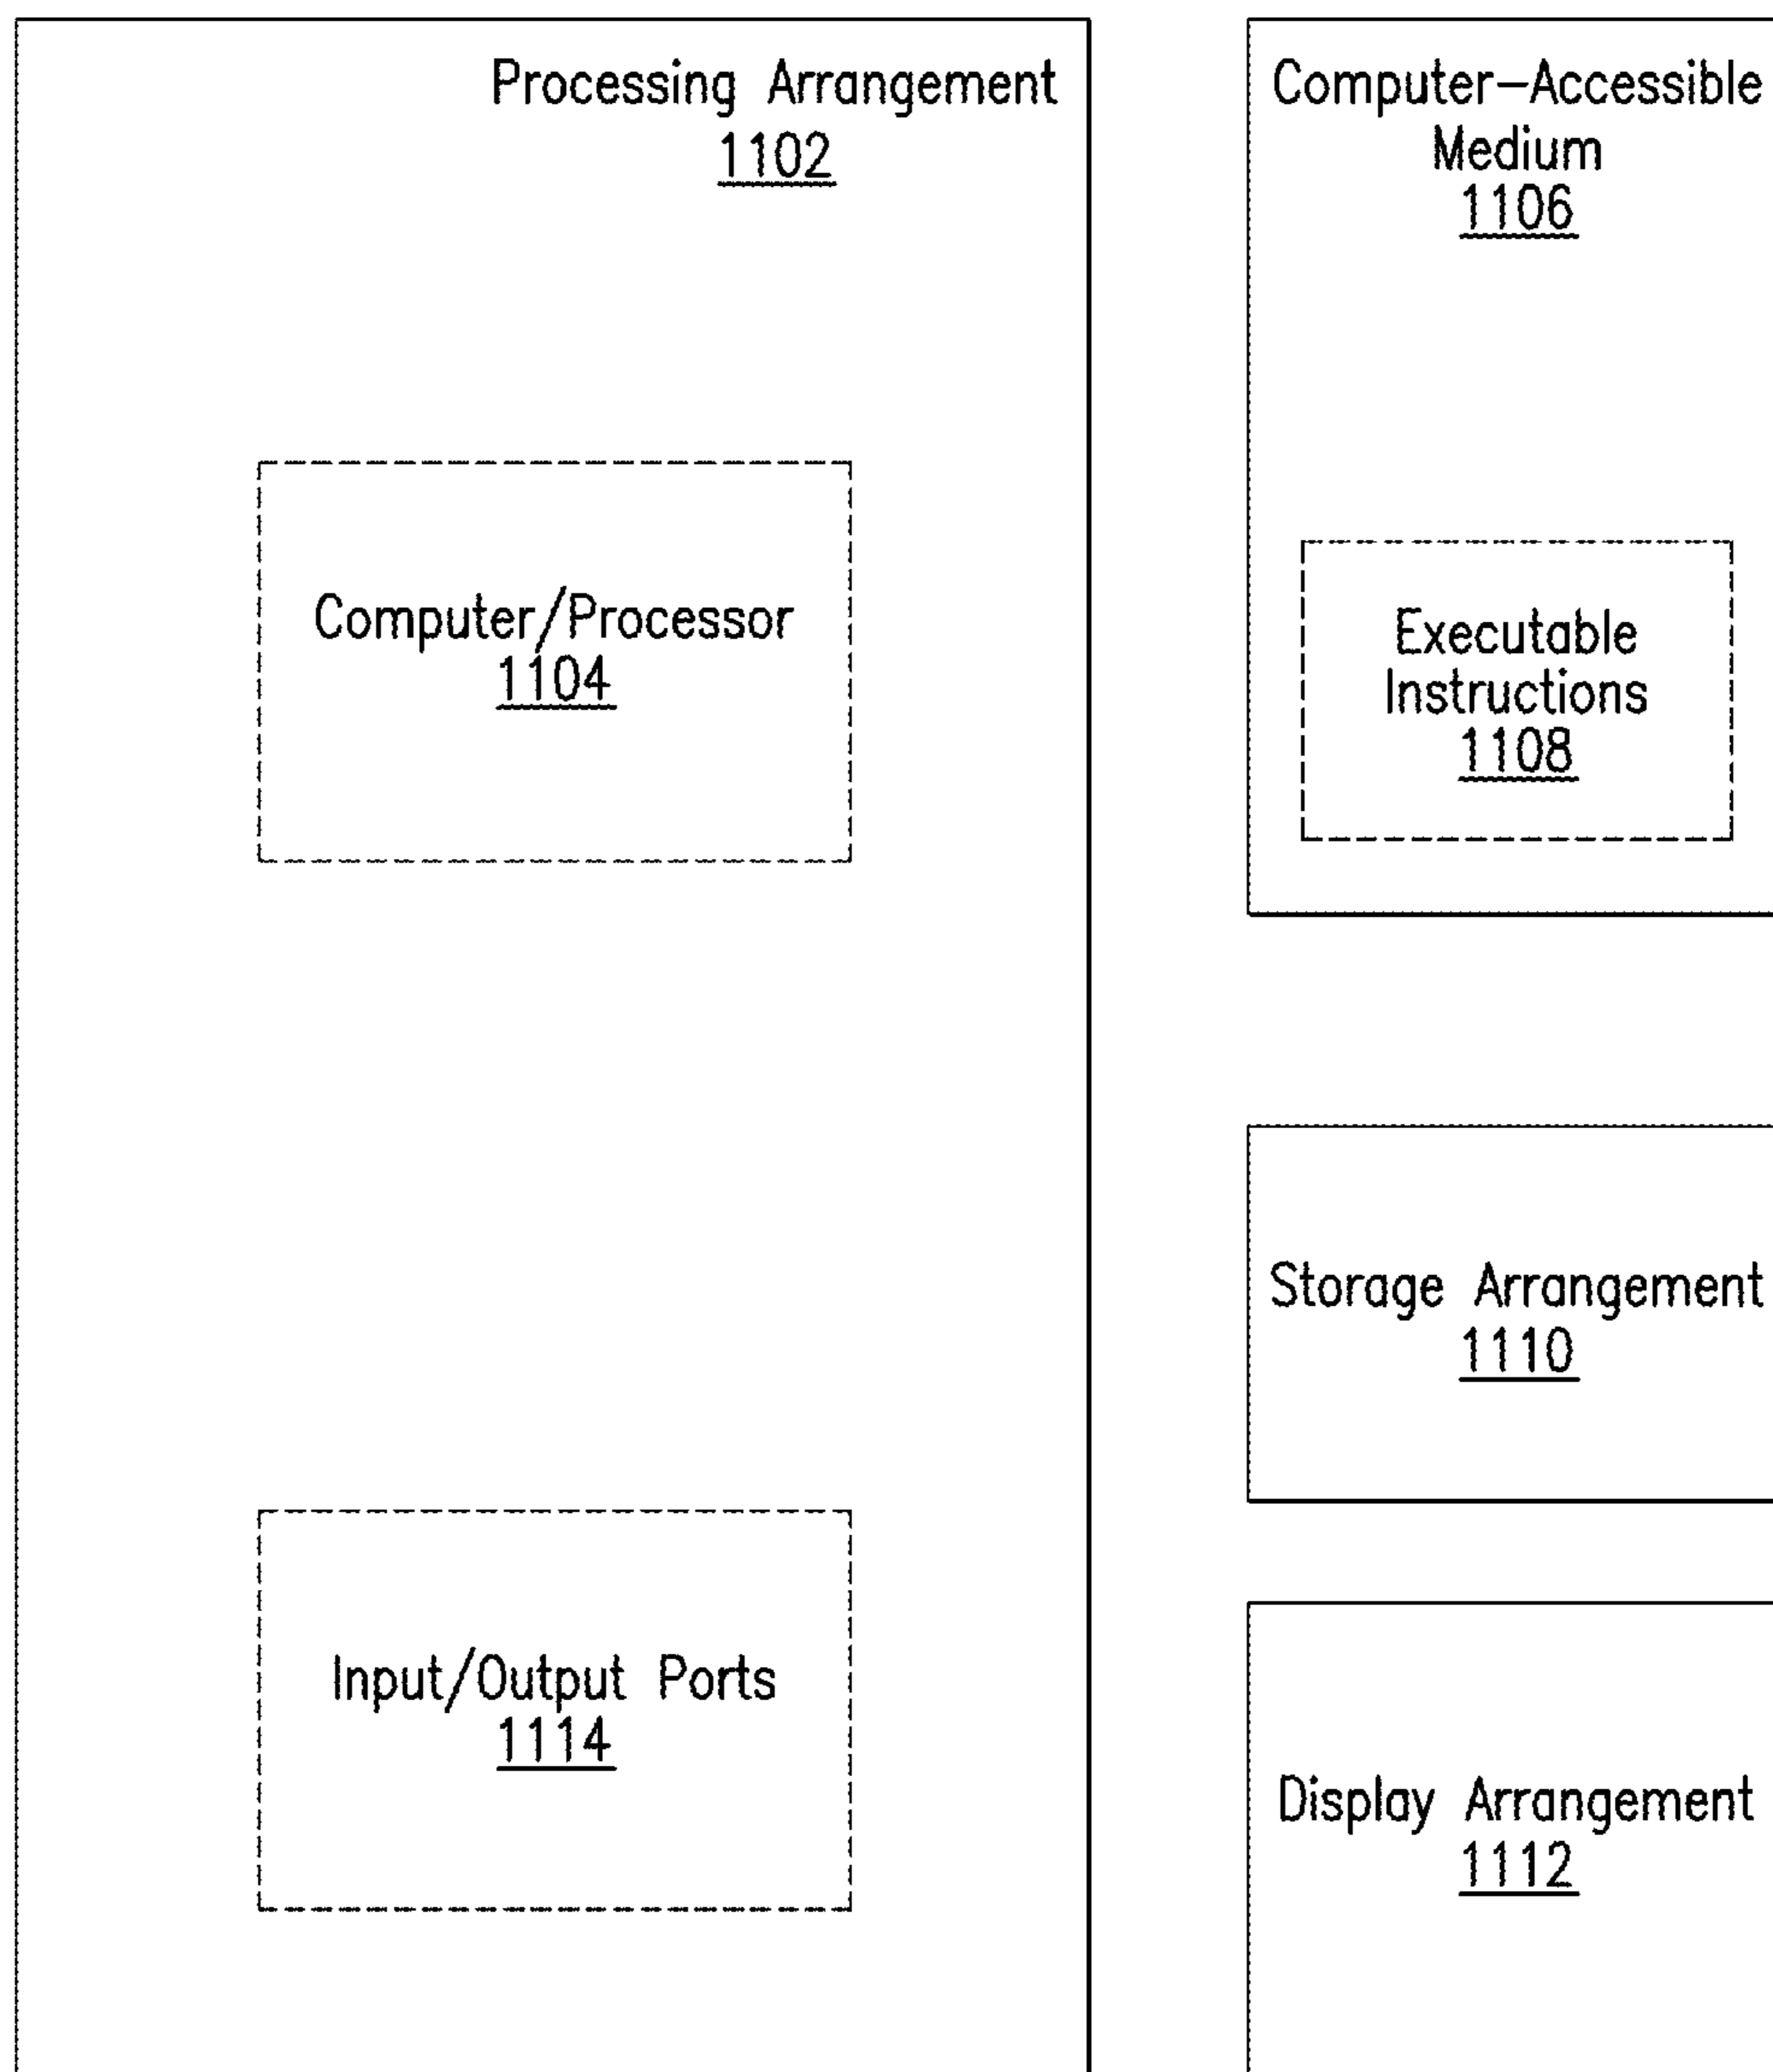 Processing Arrangement
1102
Computer/Processor
1104
Input/Output Ports
1114
Computer-Accessible
Medium
1106
Executable
Instructions
1108
Storage Arrangement
1110
Display Arrangement
1112